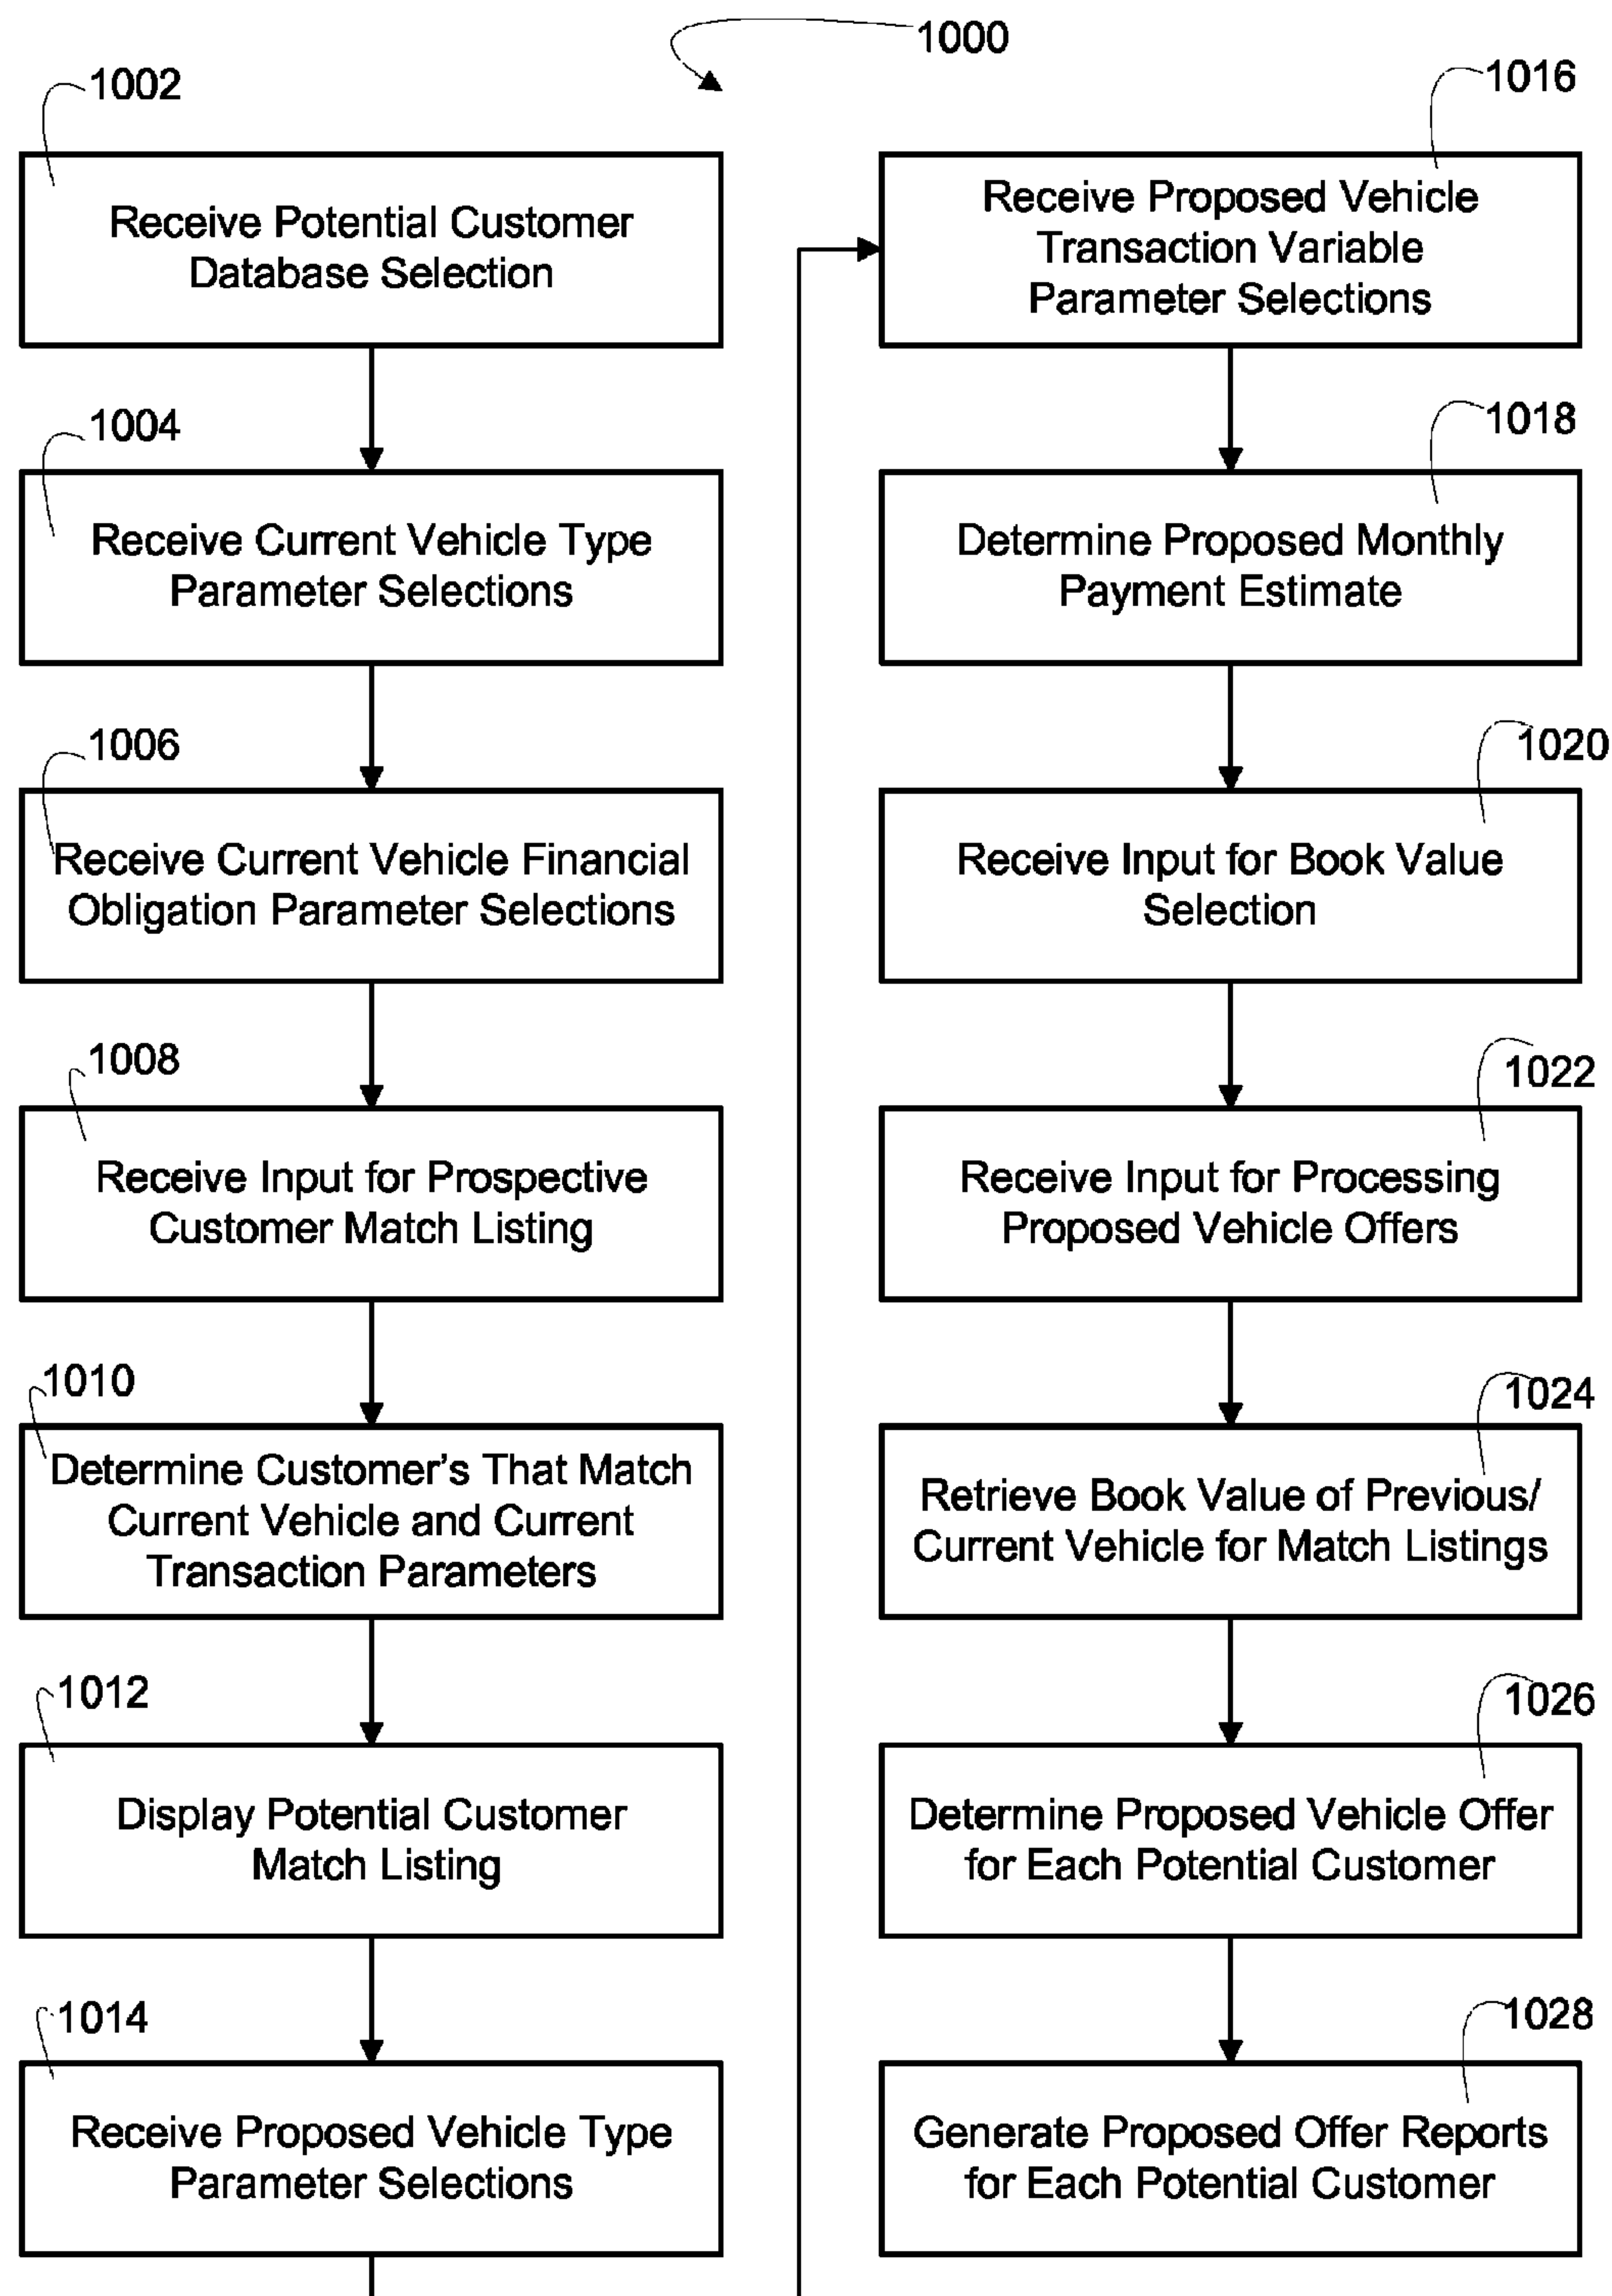 1000
1002
Receive Potential Customer
Database Selection
1004
Receive Current Vehicle Type
Parameter Selections
1006
Receive Current Vehicle Financial
Obligation Parameter Selections
1008
Receive Input for Prospective
Customer Match Listing
1010
Determine Customer's That Match
Current Vehicle and Current
Transaction Parameters
1012
Display Potential Customer
Match Listing
1014
Receive Proposed Vehicle Type
Parameter Selections
1016
Receive Proposed Vehicle
Transaction Variable
Parameter Selections
1018
Determine Proposed Monthly
Payment Estimate
1020
Receive Input for Book Value
Selection
1022
Receive Input for Processing
Proposed Vehicle Offers
1024
Retrieve Book Value of Previous/
Current Vehicle for Match Listings
1026
Determine Proposed Vehicle Offer
for Each Potential Customer
1028
Generate Proposed Offer Reports
for Each Potential Customer